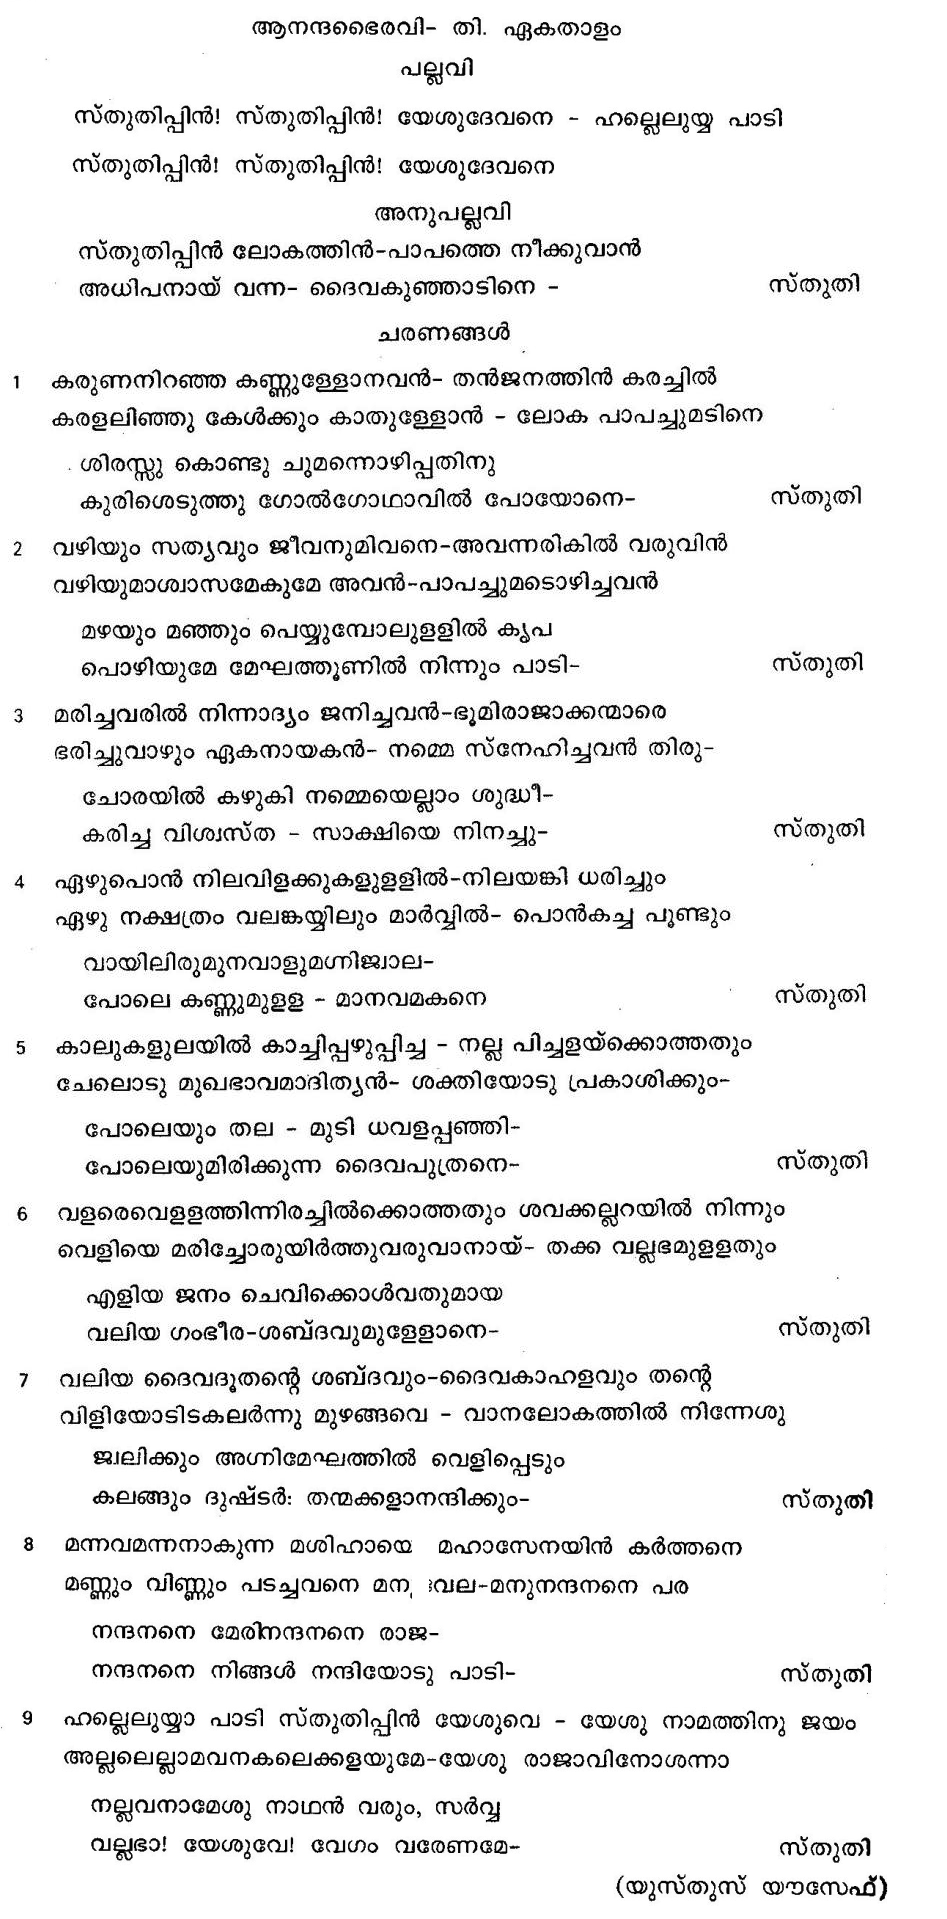 ആനന്ദഭൈരവി- തി. ഏകതാളം
പല്ലവി
സ്തുതിപ്പിൻ! സ്തുതിപ്പിൻ! യേശുദേവനെ - ഹല്ലെലുയ്യ പാടി
സ്തുതിപ്പിൻ! സ്തുതിപ്പിൻ! യേശുദേവനെ
അനുപല്ലവി
സ്തുതിപ്പിൻ ലോകത്തിൻ-പാപത്തെ നീക്കുവാൻ
അധിപനായ് വന്ന- ദൈവകുഞ്ഞാടിനെ - സ്തുതി
ചരണങ്ങൾ
1 കരുണനിറഞ്ഞ കണ്ണുള്ളോനവൻ- തൻജനത്തിൻ കരച്ചിൽ
കരളലിഞ്ഞു കേൾക്കും കാതുള്ളോൻ - ലോക പാപച്ചുമടിനെ
ശിരസ്സു കൊണ്ടു ചുമന്നൊഴിപ്പതിനു
കുരിശെടുത്തു ഗോൽഗോഥാവിൽ പോയോനെ- സ്തുതി
2 വഴിയും സത്യവും ജീവനുമിവനെ-അവന്നരികിൽ വരുവിൻ
വഴിയുമാശ്വാസമേകുമേ അവൻ-പാപച്ചുമടൊഴിച്ചവൻ
മഴയും മഞ്ഞും പെയ്യുമ്പോലുളളിൽ കൃപ
പൊഴിയുമേ മേഘത്തൂണിൽ നിന്നും പാടി- സ്തുതി
3 മരിച്ചവരിൽ നിന്നാദ്യം ജനിച്ചവൻ-ഭൂമിരാജാക്കന്മാരെ
ഭരിച്ചുവാഴും ഏകനായകൻ- നമ്മെ സ്നേഹിച്ചവൻ തിരു-
ചോരയിൽ കഴുകി നമ്മെയെല്ലാം ശുദ്ധീ-
കരിച്ച വിശ്വസ്ത - സാക്ഷിയെ നിനച്ചു- സ്തുതി
4 ഏഴുപൊൻ നിലവിളക്കുകളുളളിൽ-നിലയങ്കി ധരിച്ചും
ഏഴു നക്ഷത്രം വലങ്കയ്യിലും മാർവ്വിൽ- പൊൻകച്ച പൂണ്ടും
വായിലിരുമുനവാളുമഗ്നിജ്വാല-
പോലെ കണ്ണുമുളള - മാനവമകനെ സ്തുതി
5 കാലുകളുലയിൽ കാച്ചിപ്പഴുപ്പിച്ച - നല്ല പിച്ചളയ്ക്കൊത്തതും
ചേലൊടു മുഖഭാവമാദിത്യൻ- ശക്തിയോടു പ്രകാശിക്കും-
പോലെയും തല - മുടി ധവളപ്പഞ്ഞി-
പോലെയുമിരിക്കുന്ന ദൈവപുത്രനെ- സ്തുതി
6 വളരെവെളളത്തിന്നിരച്ചിൽക്കൊത്തതും ശവക്കല്ലറയിൽ നിന്നും
വെളിയെ മരിച്ചോരുയിർത്തുവരുവാനായ്- തക്ക വല്ലഭമുളളതും
എളിയ ജനം ചെവിക്കൊൾവതുമായ
വലിയ ഗംഭീര-ശബ്ദവുമുളേളാനെ- സ്തുതി
7 വലിയ ദൈവദൂതന്റെ ശബ്ദവും-ദൈവകാഹളവും തന്റെ
വിളിയോടിടകലർന്നു മുഴങ്ങവെ - വാനലോകത്തിൽ നിന്നേശു
ജ്വലിക്കും അഗ്നിമേഘത്തിൽ വെളിപ്പെടും
കലങ്ങും ദുഷ്ടർ: തന്മക്കളാനന്ദിക്കും- സ്തുതി
8 മന്നവമന്നനാകുന്ന മശിഹായെ മഹാസേനയിൻ കർത്തനെ
മണ്ണും വിണ്ണും പടച്ചവനെ -മനുനന്ദനനെ പര
നന്ദനനെ മേരിനന്ദനനെ രാജ-
നന്ദനനെ നിങ്ങൾ നന്ദിയോടു പാടി- സ്തുതി
9 ഹല്ലെലുയ്യാ പാടി സ്തുതിപ്പിൻ യേശുവെ - യേശു നാമത്തിനു ജയം
അല്ലലെല്ലാമവനകലെക്കളയുമേ-യേശു രാജാവിനോശന്നാ
നല്ലവനാമേശു നാഥൻ വരും, സർവ്വ
വല്ലഭാ! യേശുവേ! വേഗം വരേണമേ- സ്തുതി
(യുസ്തുസ് യൗസേഫ്)